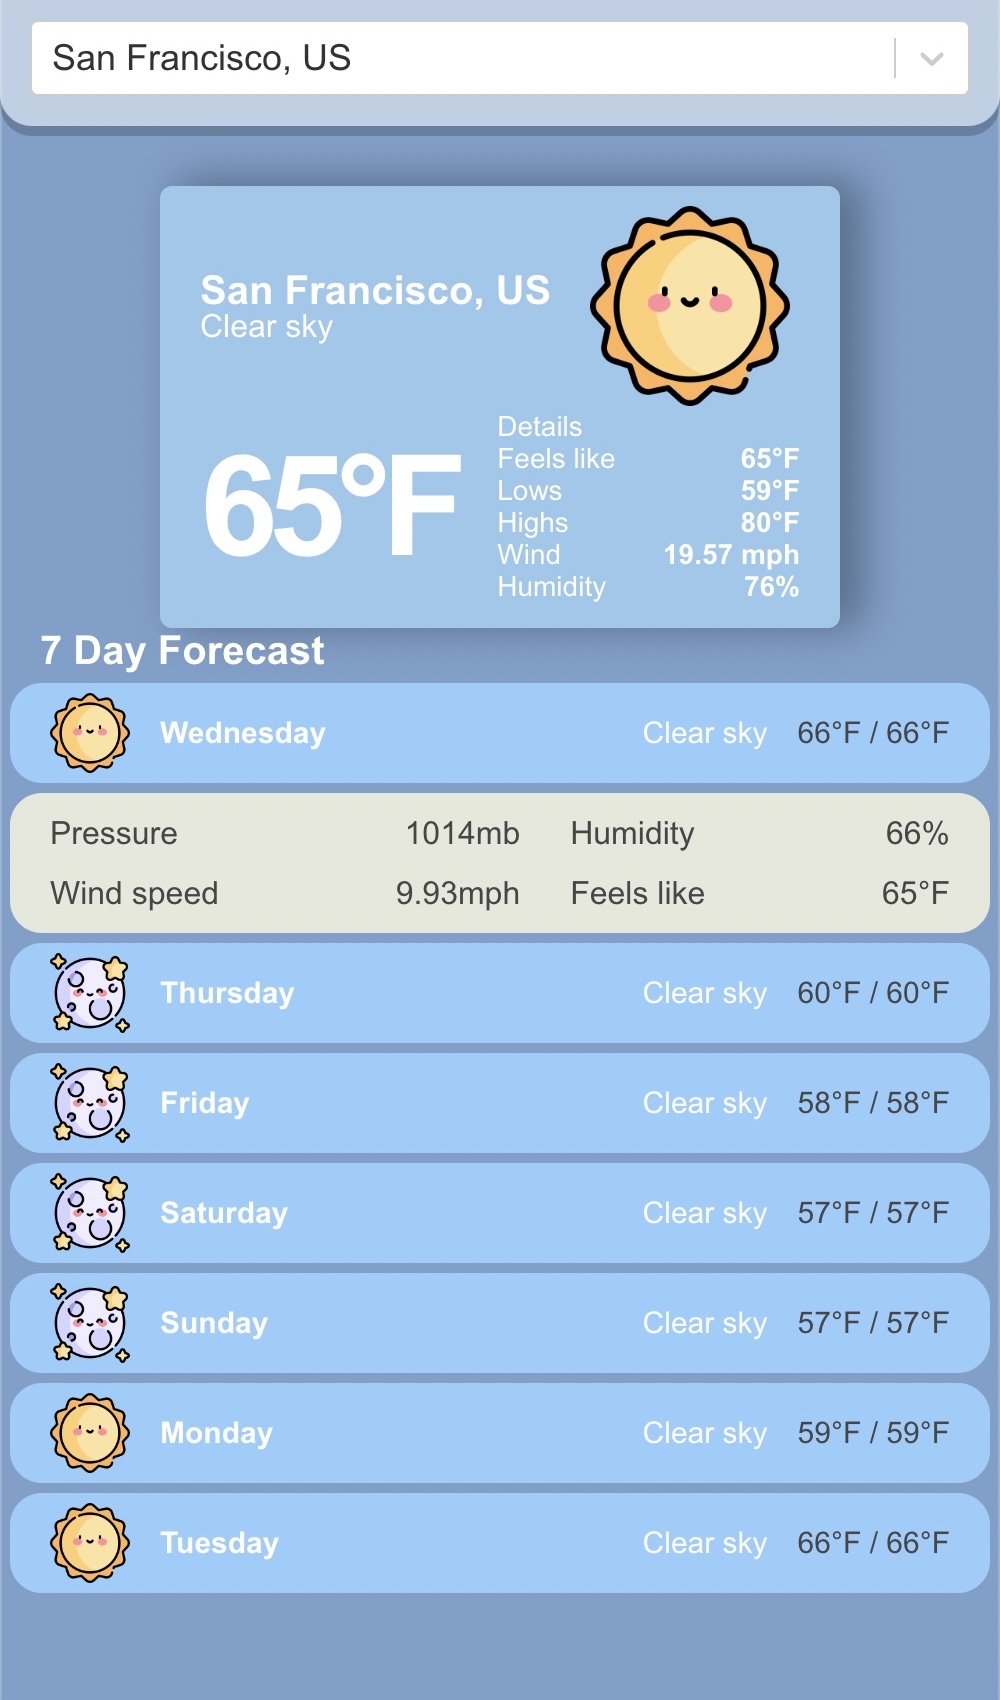 San Francisco, US
San Francisco, US
Clear sky
65°F
Details
Feels like 65°F
Lows 59°F
Highs 80°F
Wind 19.57 mph
Humidity 76%
7 Day Forecast
Wednesday Clear sky 66°F / 66°F
Pressure 1014mb Humidity 66%
Wind speed 9.93mph Feels like 65°F
Thursday Clear sky 60°F / 60°F
Friday Clear sky 58°F / 58°F
Saturday Clear sky 57°F / 57°F
Sunday Clear sky 57°F / 57°F
Monday Clear sky 59°F / 59°F
Tuesday Clear sky 66°F / 66°F